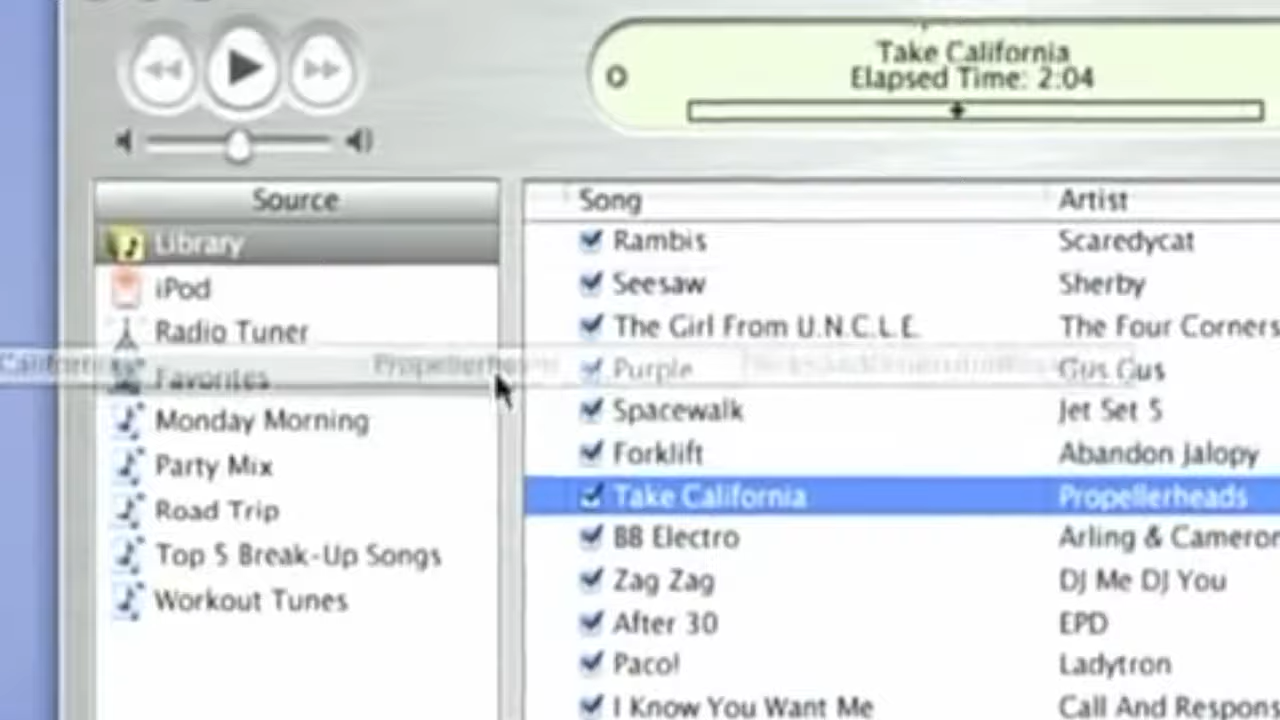 Take California
Elapsed Time: 2:04
Source
Library
iPod
Radio Tuner
Favorites
Monday Morning
Party Mix
Road Trip
Top 5 Break-Up Songs
Workout Tunes
California Propellerheads
Song Artist
Rambis Scaredycat
Seesaw Sherby
The Girl From U.N.C.L.E. The Four Corners
Purple Gus Gus
Spacewalk Jet Set 5
Forklift Abandon Jalopy
Take California Propellerheads
BB Electro Arling & Cameron
Zag Zag DJ Me DJ You
After 30 EPD
Paco! Ladytron
I Know You Want Me Call And Respons